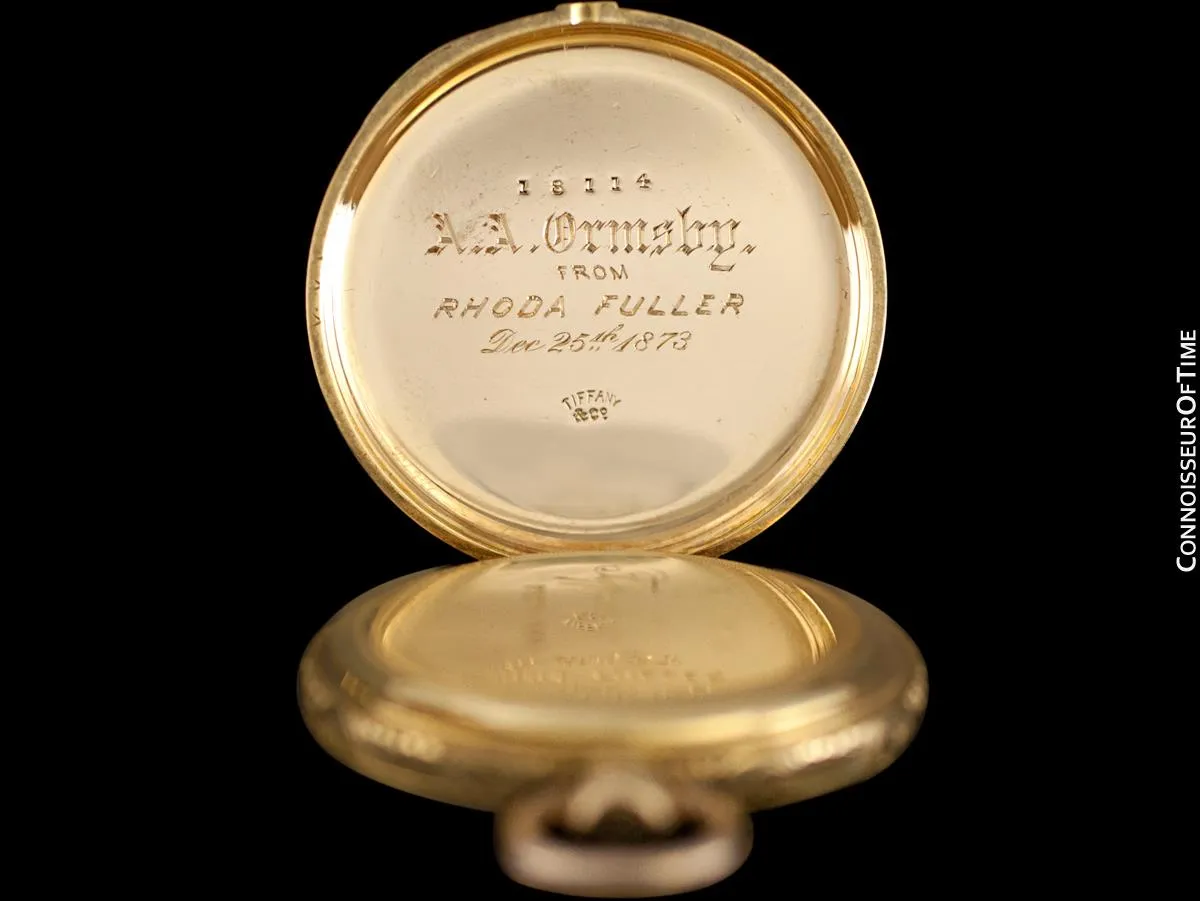 18114
A.A. Ormsby.
FROM
RHODA FULLER
Dec 25th 1873
TIFFANY
& Co
CONNOISSEUROFTIME